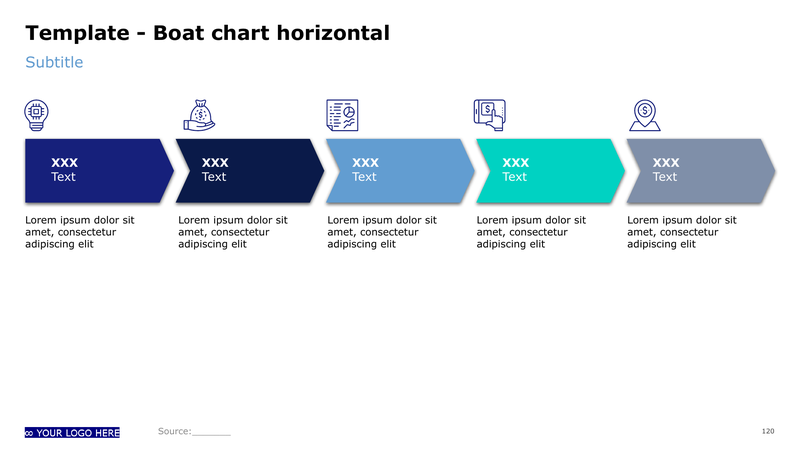 Template - Boat chart horizontal
Subtitle
XXX
Text
XXX
Text
XXX
Text
XXX
Text
XXX
Text
Lorem ipsum dolor sit
amet, consectetur
adipiscing elit
Lorem ipsum dolor sit
amet, consectetur
adipiscing elit
Lorem ipsum dolor sit
amet, consectetur
adipiscing elit
Lorem ipsum dolor sit
amet, consectetur
adipiscing elit
Lorem ipsum dolor sit
amet, consectetur
adipiscing elit
∞ YOUR LOGO HERE
Source:_______
120